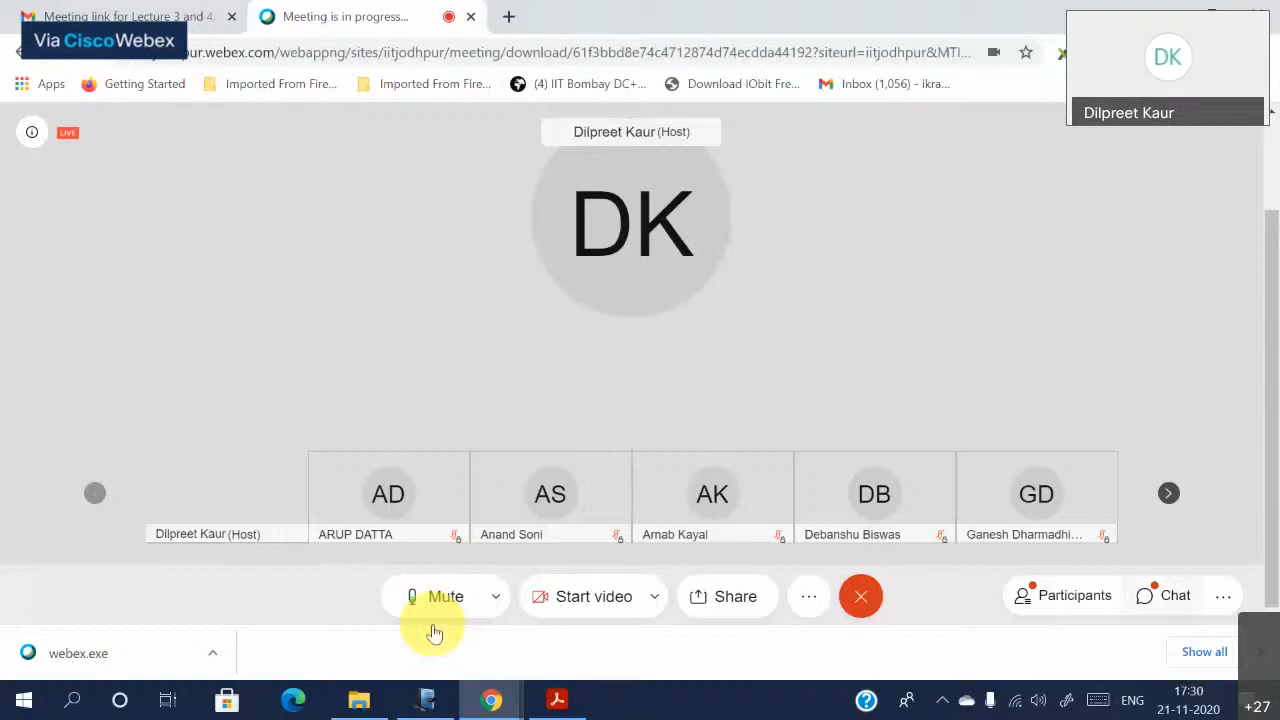 Meeting link for Lecture 3 and 4,
Meeting is in progress...
Via CiscoWebex
pur.webex.com/webappng/sites/iitjodhpur/meeting/download/61f3bbd8e74c4712874d74ecdda44192?siteurl=iitjodhpur&MTI...
Apps
Getting Started
Imported From Fire...
Imported From Fire...
(4) IIT Bombay DC+...
Download IObit For...
Inbox (1,056) - ikra...
DK
Dilpreet Kaur
LIVE
Dilpreet Kaur (Host)
DK
AD
AS
AK
DB
GD
Dilpreet Kaur (Host)
ARUP DATTA
Anand Soni
Arnab Kayal
Debanshu Biswas
Ganesh Dharmadhi...
Mute
Start video
Share
Participants
Chat
webex.exe
Show all
ENG
17:30
21-11-2020
+27